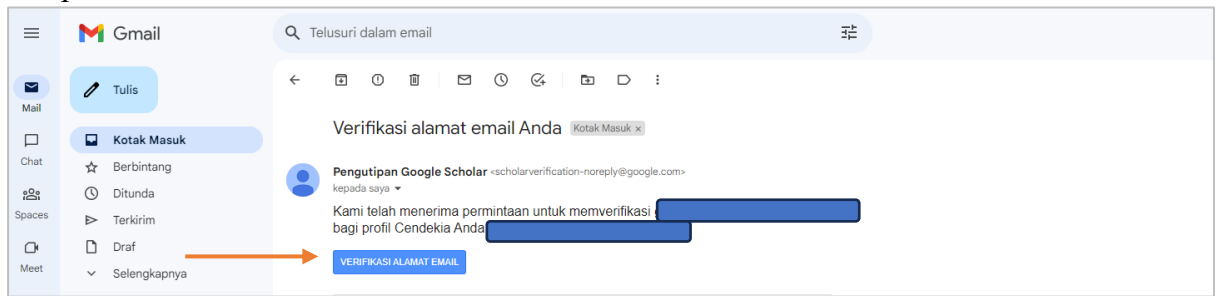 Gmail
Telusuri dalam email
Mail
Chat
Spaces
Meet
Tulis
Kotak Masuk
Berbintang
Ditunda
Terkirim
Draf
Selengkapnya
Verifikasi alamat email Anda Kotak Masuk ×
Pengutipan Google Scholar <scholarverification-noreply@google.com>
kepada saya
Kami telah menerima permintaan untuk memverifikasi
bagi profil Cendekia Anda
VERIFIKASI ALAMAT EMAIL